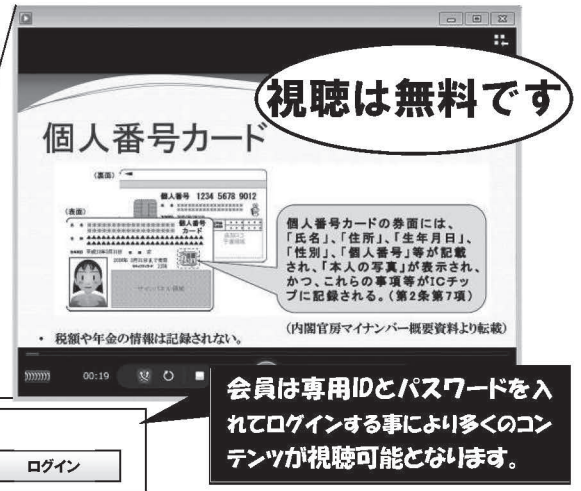 視聴は無料です
個人番号カード
(裏面)
個人番号 1234 5678 9012
(表面)
個人番号
カード
個人番号カードの券面には、
「氏名」、「住所」、「生年月日」、
「性別」、「個人番号」等が記載
され、「本人の写真」が表示され、
かつ、これらの事項等がICチッ
プに記録される。(第2条第7項)
・ 税額や年金の情報は記録されない。
(内閣官房マイナンバー概要資料より転載)
00:19
会員は専用IDとパスワードを入
れてログインする事により多くのコン
テンツが視聴可能となります。
ログイン